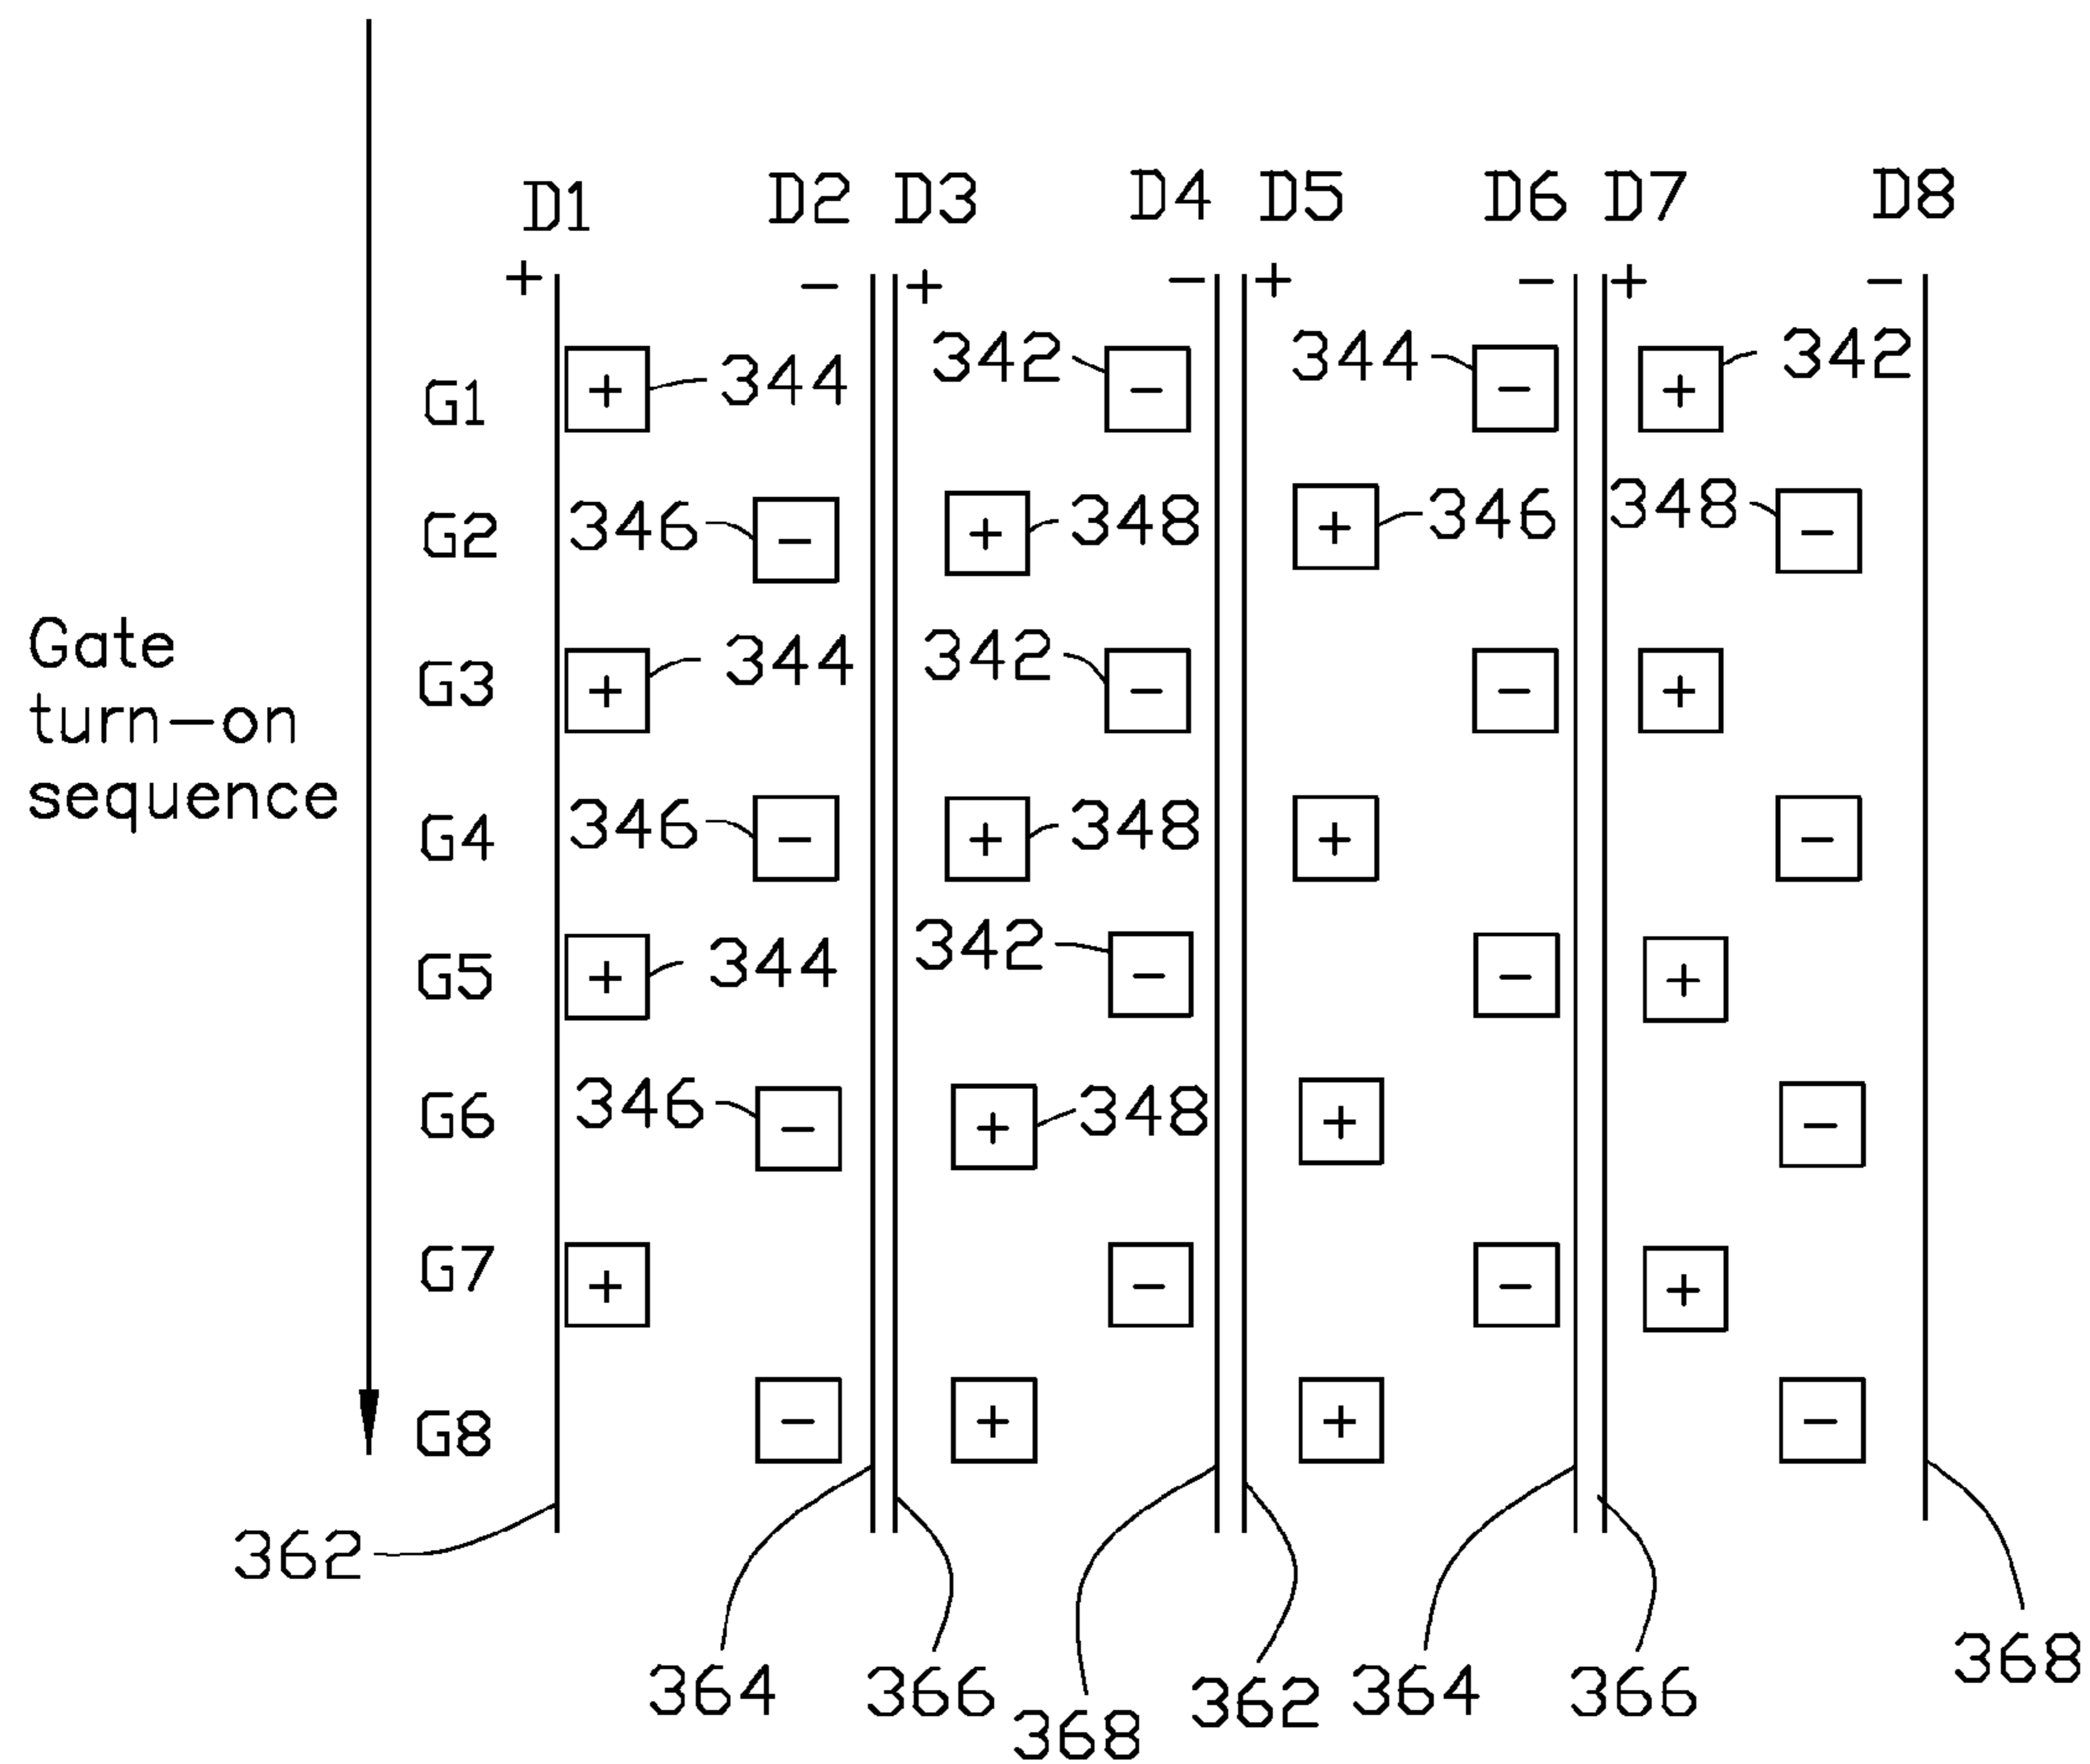 D1 D2 D3 D4 D5 D6 D7 D8
+ − + − + − + −
G1 + 344 342 − 344 − + 342
G2 346 − + 348 + 346 348 −
Gate
turn-on
sequence
G3 + 344 342 − − +
G4 346 − + 348 + −
G5 + 344 342 − − +
G6 346 − + 348 + −
G7 + − − +
G8 − + + −
362 364 366 368 362 364 366 368